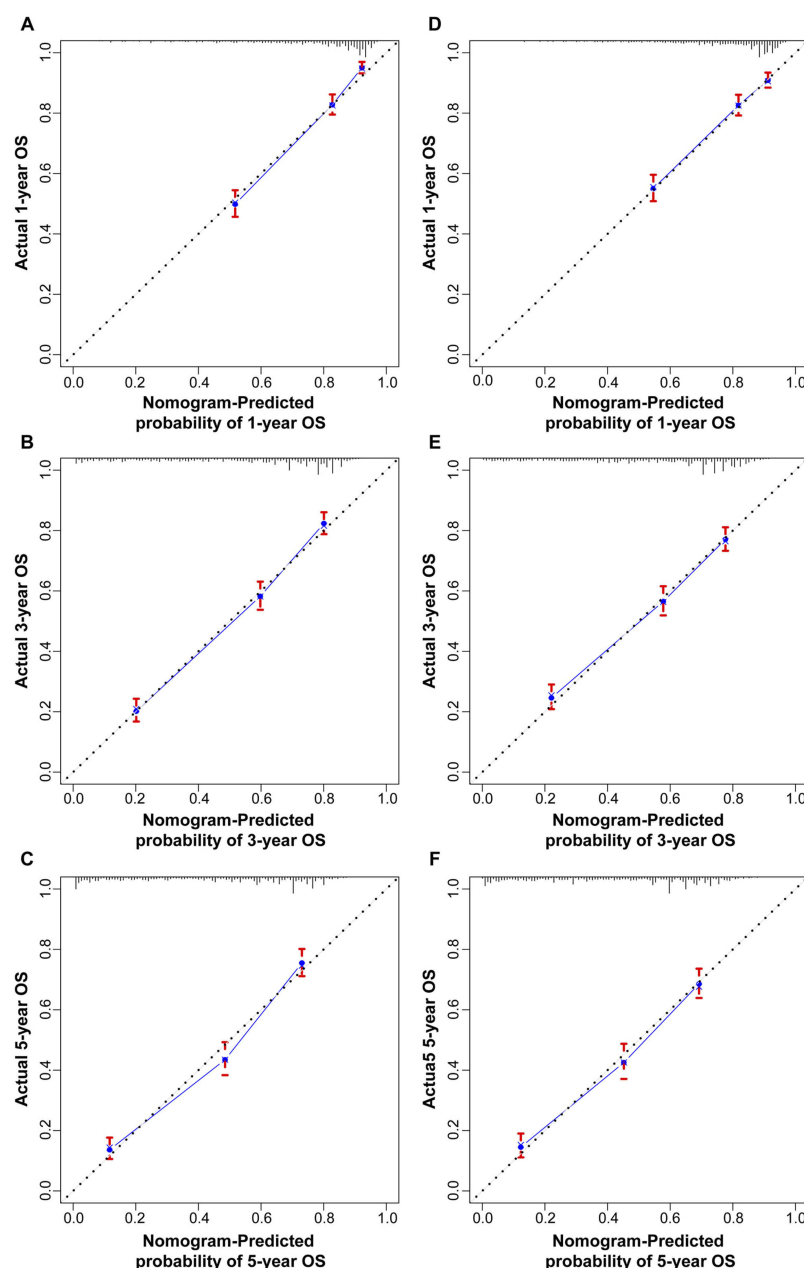 A
Actual 1-year OS
1.0
0.8
0.6
0.4
0.2
0.0
0.0 0.2 0.4 0.6 0.8 1.0
Nomogram-Predicted
probability of 1-year OS
D
Actual 1-year OS
1.0
0.8
0.6
0.4
0.2
0.0
0.0 0.2 0.4 0.6 0.8 1.0
Nomogram-Predicted
probability of 1-year OS
B
Actual 3-year OS
1.0
0.8
0.6
0.4
0.2
0.0
0.0 0.2 0.4 0.6 0.8 1.0
Nomogram-Predicted
probability of 3-year OS
E
Actual 3-year OS
1.0
0.8
0.6
0.4
0.2
0.0
0.0 0.2 0.4 0.6 0.8 1.0
Nomogram-Predicted
probability of 3-year OS
C
Actual 5-year OS
1.0
0.8
0.6
0.4
0.2
0.0
0.0 0.2 0.4 0.6 0.8 1.0
Nomogram-Predicted
probability of 5-year OS
F
Actua5 5-year OS
1.0
0.8
0.6
0.4
0.2
0.0
0.0 0.2 0.4 0.6 0.8 1.0
Nomogram-Predicted
probability of 5-year OS